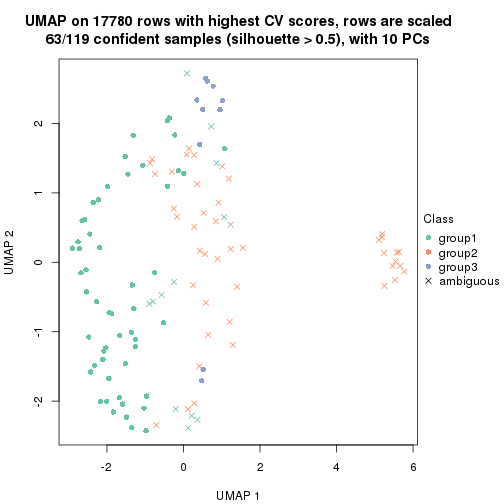 UMAP on 17780 rows with highest CV scores, rows are scaled
63/119 confident samples (silhouette > 0.5), with 10 PCs
2
1
0
-1
-2
UMAP 2
-2
0
2
4
6
UMAP 1
Class
group1
group2
group3
ambiguous